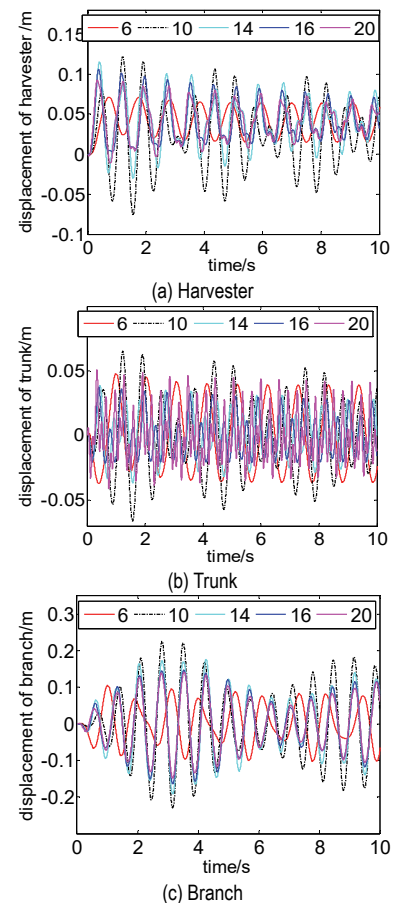 6 10 14 16 20
displacement of harvester /m
0.1
0.05
0
-0.05
-0.1
0 2 4 6 8 10
time/s
(a) Harvester
6 10 14 16 20
displacement of trunk/m
0.05
0
-0.05
0 2 4 6 8 10
time/s
(b) Trunk
6 10 14 16 20
displacement of branch/m
0.3
0.2
0.1
0
-0.1
-0.2
0 2 4 6 8 10
time/s
(c) Branch